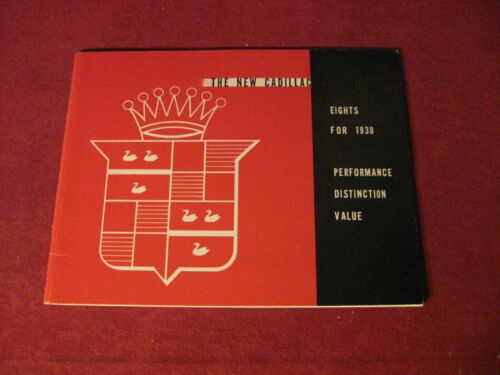 THE NEW CADILLAC
EIGHTS
FOR 1938
PERFORMANCE
DISTINCTION
VALUE